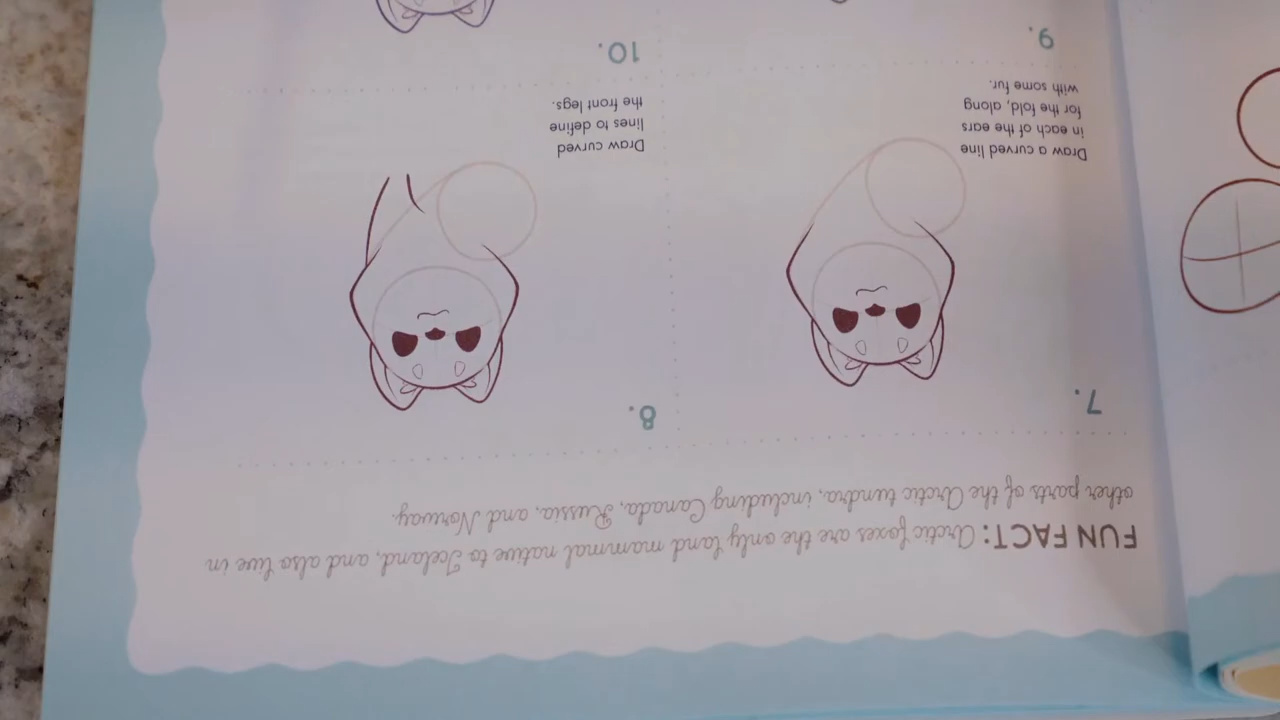 FUN FACT: Arctic foxes are the only land mammal native to Iceland, and also live in
other parts of the Arctic tundra, including Canada, Russia, and Norway.
7.
Draw a curved line
in each of the ears
for the fold, along
with some fur.
8.
Draw curved
lines to define
the front legs.
9.
10.